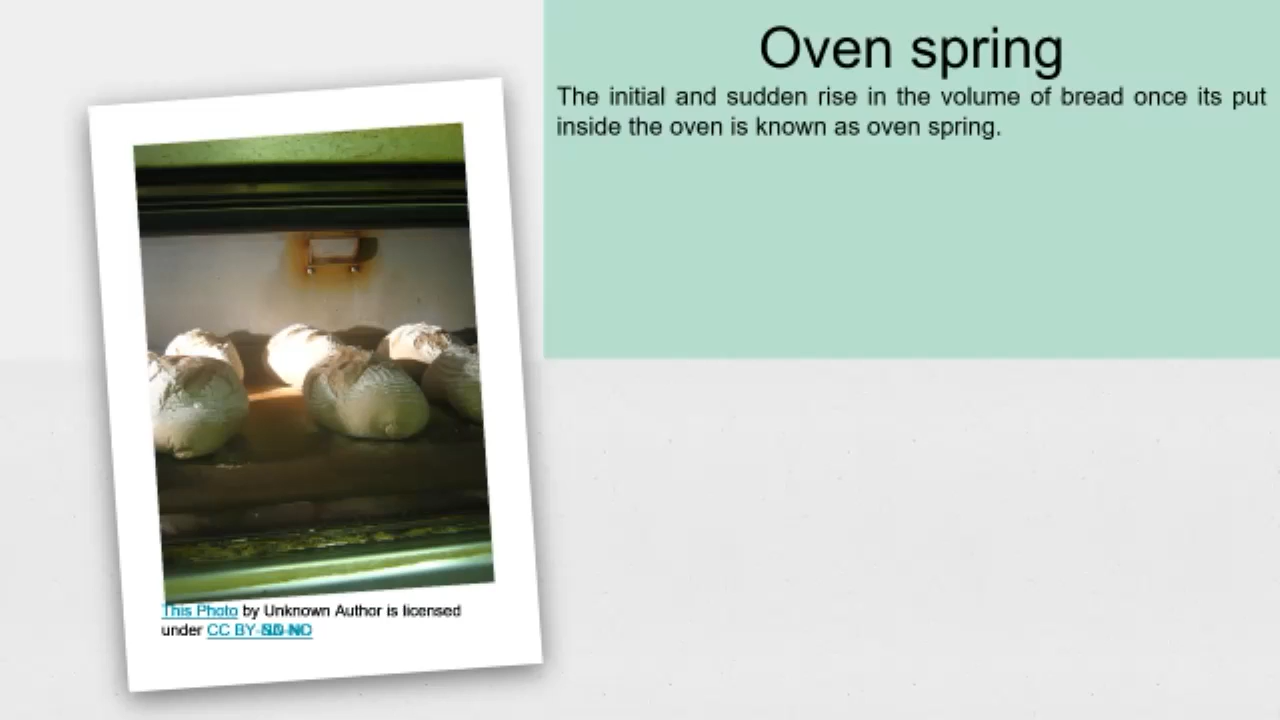 Oven spring
The initial and sudden rise in the volume of bread once its put
inside the oven is known as oven spring.
This Photo by Unknown Author is licensed
under CC BY-